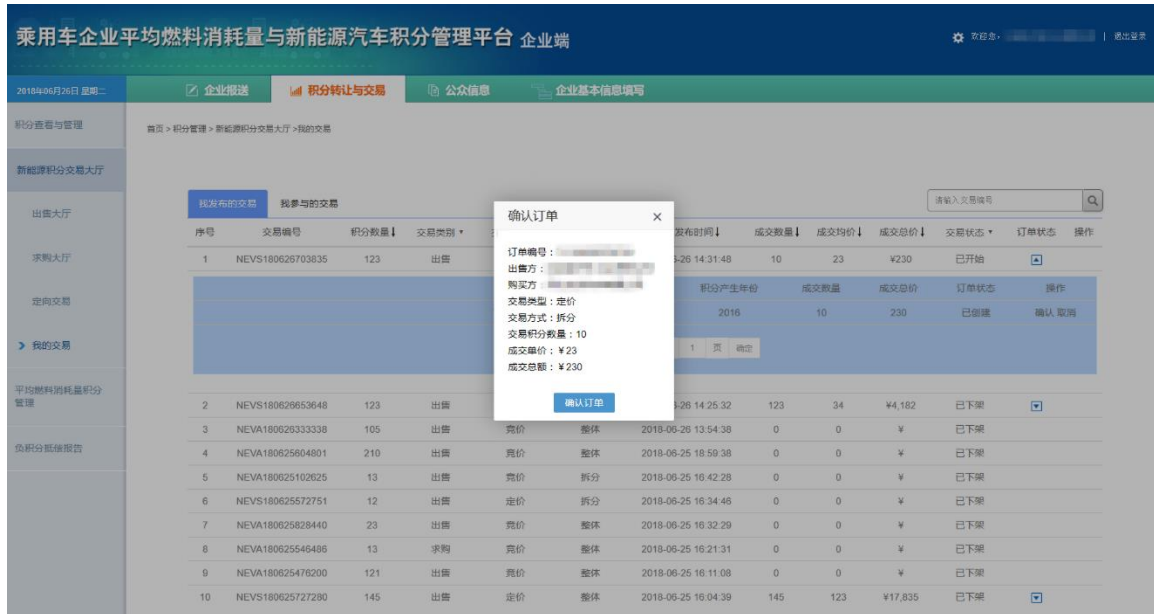 乘用车企业平均燃料消耗量与新能源汽车积分管理平台 企业端
欢迎您, | 退出登录
2018年06月26日 星期二 企业报送 积分转让与交易 公众信息 企业基本信息填写
积分查看与管理
首页 > 积分管理 > 新能源积分交易大厅 >我的交易
新能源积分交易大厅
出售大厅
求购大厅
定向交易
我的交易
平均燃料消耗量积分
管理
负积分抵偿报告
我发布的交易 我参与的交易 请输入交易编号
序号 交易编号 积分数量 交易类别 发布时间 成交数量 成交均价 成交总价 交易状态 订单状态 操作
1 NEVS180626703835 123 出售 6-26 14:31:48 10 23 ¥230 已开始
积分产生年份 成交数量 成交总价 订单状态 操作
2016 10 230 已创建 确认 取消
1 页 确定
确认订单 ×
订单编号：
出售方：
购买方：
交易类型：定价
交易方式：拆分
交易积分数量：10
成交单价：¥23
成交总额：¥230
确认订单
2 NEVS180626653648 123 出售 6-26 14:25:32 123 34 ¥4,182 已下架
3 NEVA180626333338 105 出售 竞价 整体 2018-06-26 13:54:38 0 0 ¥ 已下架
4 NEVA180625604801 210 出售 竞价 整体 2018-06-25 18:59:38 0 0 ¥ 已下架
5 NEVA180625102625 13 出售 竞价 拆分 2018-06-25 16:42:28 0 0 ¥ 已下架
6 NEVS180625572751 12 出售 定价 拆分 2018-06-25 16:34:46 0 0 ¥ 已下架
7 NEVA180625828440 23 出售 竞价 整体 2018-06-25 16:32:29 0 0 ¥ 已下架
8 NEVA180625546486 13 求购 竞价 整体 2018-06-25 16:21:31 0 0 ¥ 已下架
9 NEVA180625476200 121 出售 竞价 整体 2018-06-25 16:11:08 0 0 ¥ 已下架
10 NEVS180625727280 145 出售 定价 整体 2018-06-25 16:04:39 145 123 ¥17,835 已下架